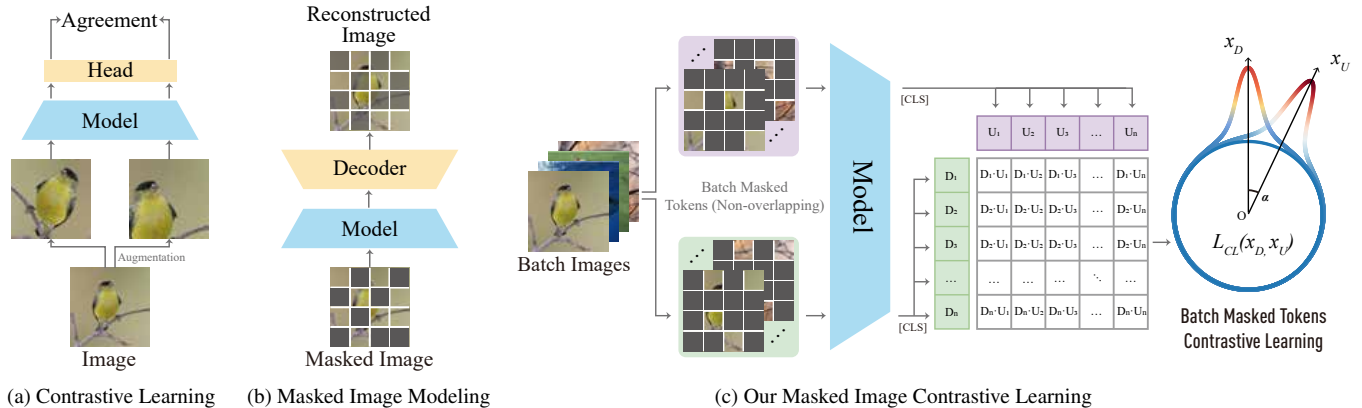 Agreement
Head
Model
Augmentation
Image
(a) Contrastive Learning
Reconstructed
Image
Decoder
Model
Masked Image
(b) Masked Image Modeling
Batch Images
Batch Masked
Tokens (Non-overlapping)
Model
[CLS]
[CLS]
U₁ U₂ U₃ ... Uₙ
D₁ D₁·U₁ D₁·U₂ D₁·U₃ ... D₁·Uₙ
D₂ D₂·U₁ D₂·U₂ D₂·U₃ ... D₂·Uₙ
D₃ D₂·U₁ D₂·U₂ D₂·U₃ ... D₂·Uₙ
... ... ... ... ⋱ ...
Dₙ Dₙ·U₁ Dₙ·U₂ Dₙ·U₃ ... Dₙ·Uₙ
x_D
x_U
O
α
L_CL(x_D, x_U)
Batch Masked Tokens
Contrastive Learning
(c) Our Masked Image Contrastive Learning